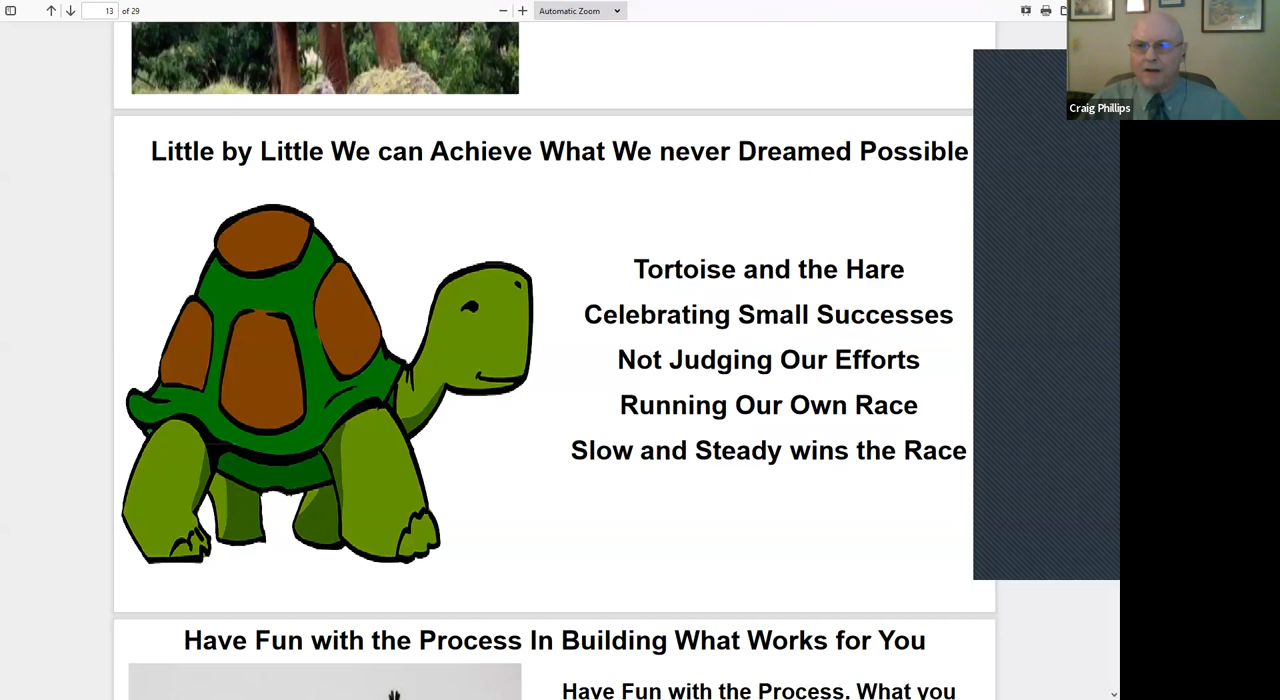 13 of 29
Automatic Zoom
Craig Phillips
Little by Little We can Achieve What We never Dreamed Possible
Tortoise and the Hare
Celebrating Small Successes
Not Judging Our Efforts
Running Our Own Race
Slow and Steady wins the Race
Have Fun with the Process In Building What Works for You
Have Fun with the Process. What you